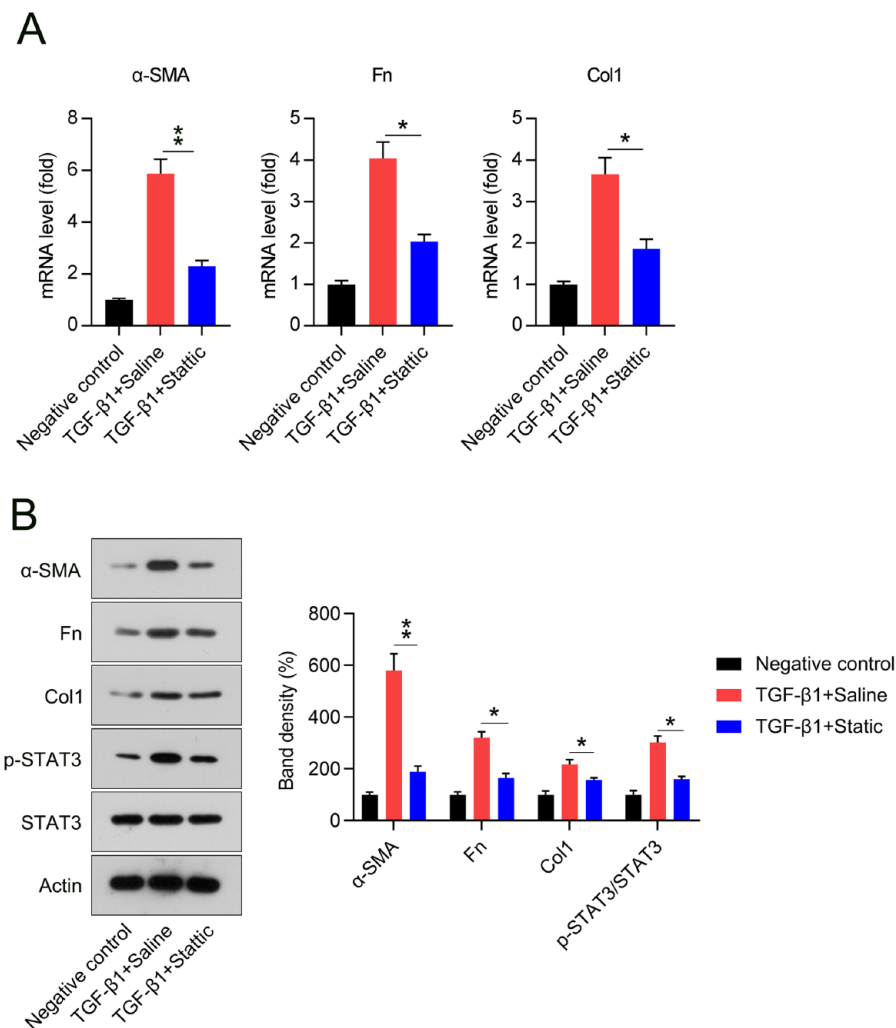 A
α-SMA
Fn
Col1
mRNA level (fold)
8
6
4
2
0
**
Negative control
TGF-β1+Saline
TGF-β1+Stattic
mRNA level (fold)
5
4
3
2
1
0
*
Negative control
TGF-β1+Saline
TGF-β1+Stattic
mRNA level (fold)
5
4
3
2
1
0
*
Negative control
TGF-β1+Saline
TGF-β1+Stattic
B
α-SMA
Fn
Col1
p-STAT3
STAT3
Actin
Negative control
TGF-β1+Saline
TGF-β1+Stattic
Band density (%)
800
600
400
200
0
**
*
*
*
α-SMA
Fn
Col1
p-STAT3/STAT3
Negative control
TGF-β1+Saline
TGF-β1+Static